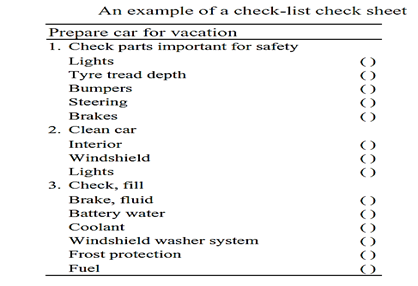 An example of a check-list check sheet
Prepare car for vacation
1. Check parts important for safety
Lights ( )
Tyre tread depth ( )
Bumpers ( )
Steering ( )
Brakes ( )
2. Clean car
Interior ( )
Windshield ( )
Lights ( )
3. Check, fill
Brake, fluid ( )
Battery water ( )
Coolant ( )
Windshield washer system ( )
Frost protection ( )
Fuel ( )